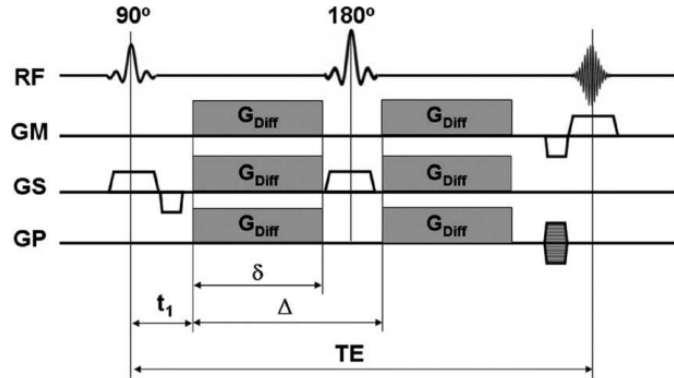 90º 180º
RF
GM G_Diff G_Diff
GS G_Diff G_Diff
GP G_Diff G_Diff
δ
t₁ Δ
TE